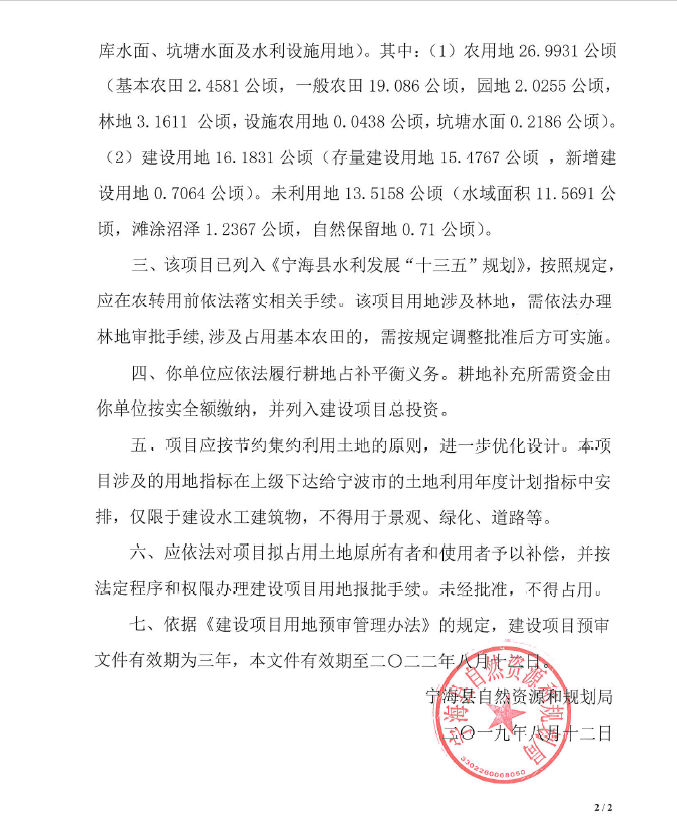 库水面、坑塘水面及水利设施用地）。其中：（1）农用地 26.9931 公顷
（基本农田 2.4581 公顷，一般农田 19.086 公顷，园地 2.0255 公顷，
林地 3.1611 公顷，设施农用地 0.0438 公顷，坑塘水面 0.2186 公顷）。
（2）建设用地 16.1831 公顷（存量建设用地 15.4767 公顷 ，新增建
设用地 0.7064 公顷）。未利用地 13.5158 公顷（水域面积 11.5691 公
顷，滩涂沼泽 1.2367 公顷，自然保留地 0.71 公顷）。
三、该项目已列入《宁海县水利发展“十三五”规划》，按照规定，
应在农转用前依法落实相关手续。该项目用地涉及林地，需依法办理
林地审批手续,涉及占用基本农田的，需按规定调整批准后方可实施。
四、你单位应依法履行耕地占补平衡义务。耕地补充所需资金由
你单位按实全额缴纳，并列入建设项目总投资。
五、项目应按节约集约利用土地的原则，进一步优化设计。本项
目涉及的用地指标在上级下达给宁波市的土地利用年度计划指标中安
排，仅限于建设水工建筑物，不得用于景观、绿化、道路等。
六、应依法对项目拟占用土地原所有者和使用者予以补偿，并按
法定程序和权限办理建设项目用地报批手续。未经批准，不得占用。
七、依据《建设项目用地预审管理办法》的规定，建设项目预审
文件有效期为三年，本文件有效期至二〇二二年八月十二日。
宁海县自然资源和规划局
二〇一九年八月十二日
宁海县自然资源和规划局
3302260068050
2 / 2